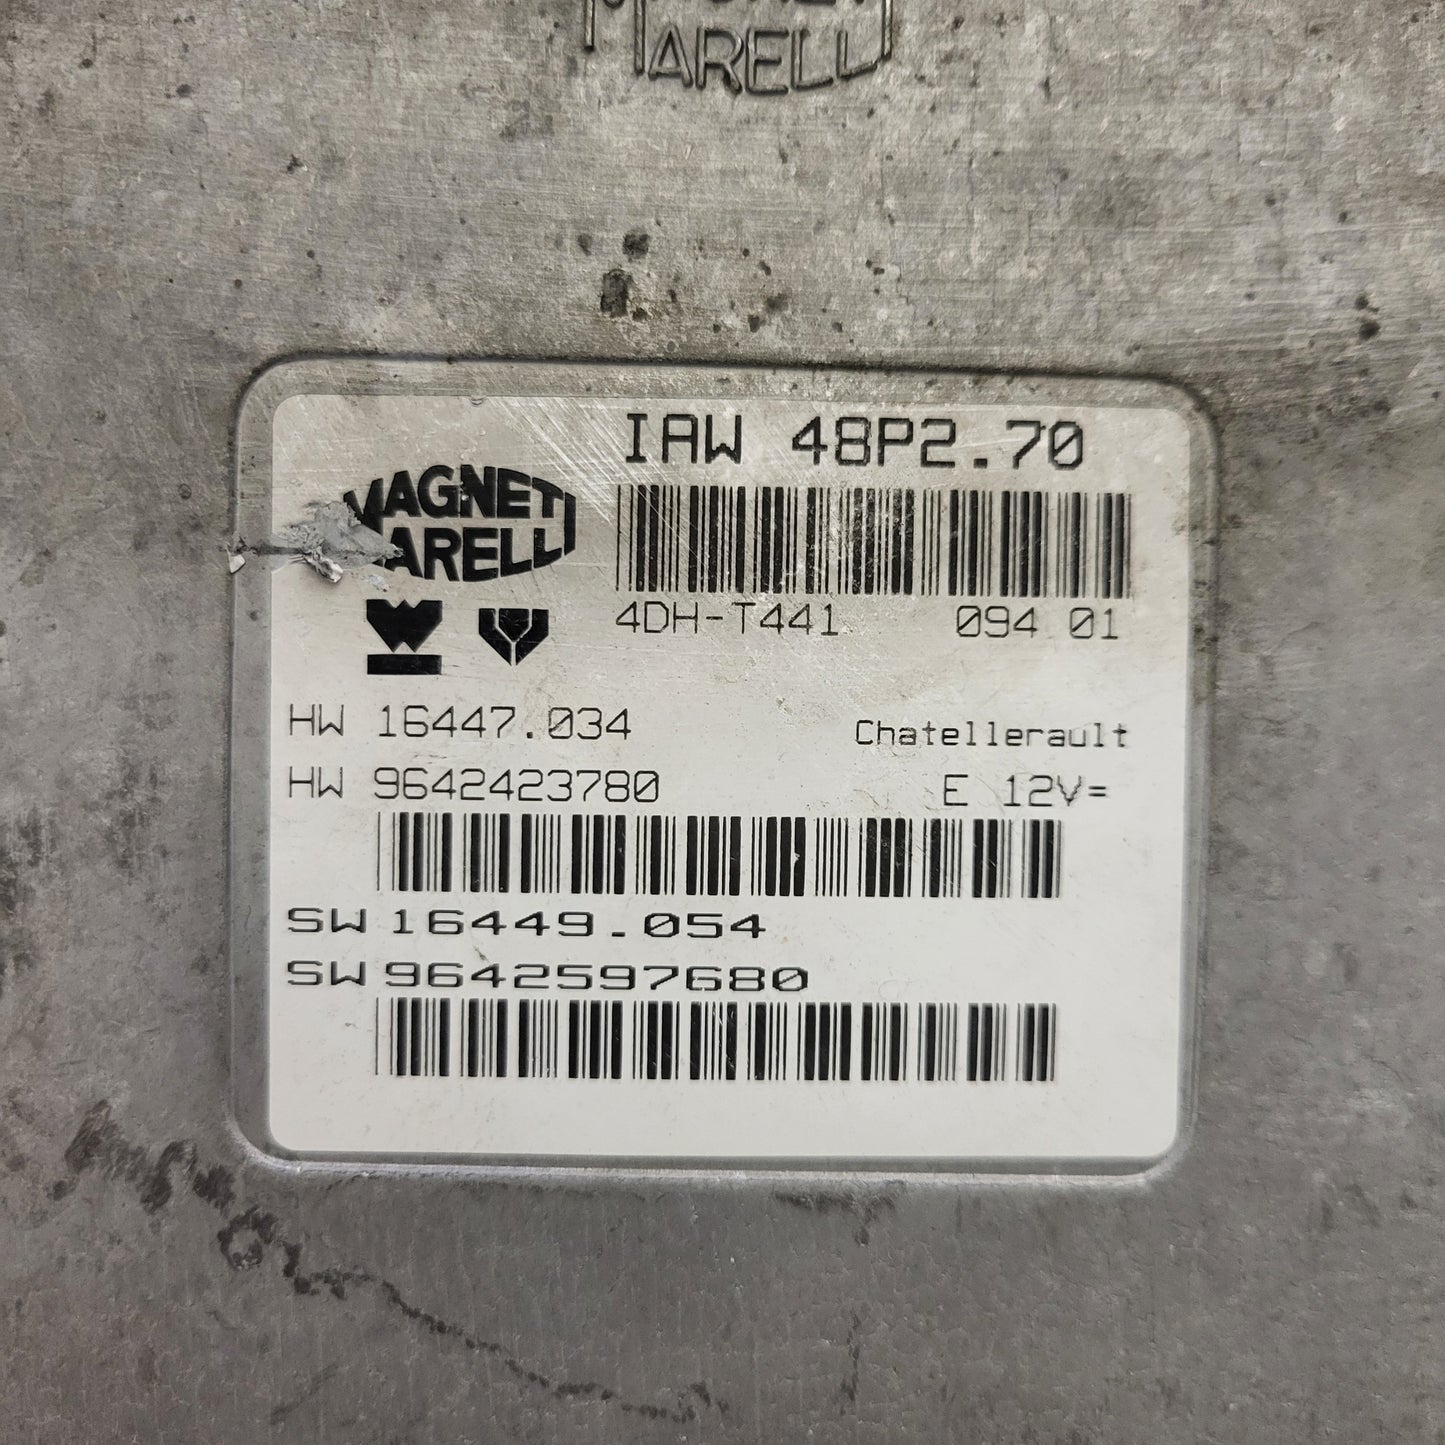 MARELLI
IAW 48P2.70
MAGNETI
MARELLI
4DH-T441 094 01
HW 16447.034 Chatellerault
HW 9642423780 E 12V=
SW 16449.054
SW 9642597680